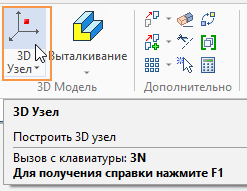 3D
Узел
Выталкивание
3D Модель
Дополнительно
3D Узел
Построить 3D узел
Вызов с клавиатуры: 3N
Для получения справки нажмите F1